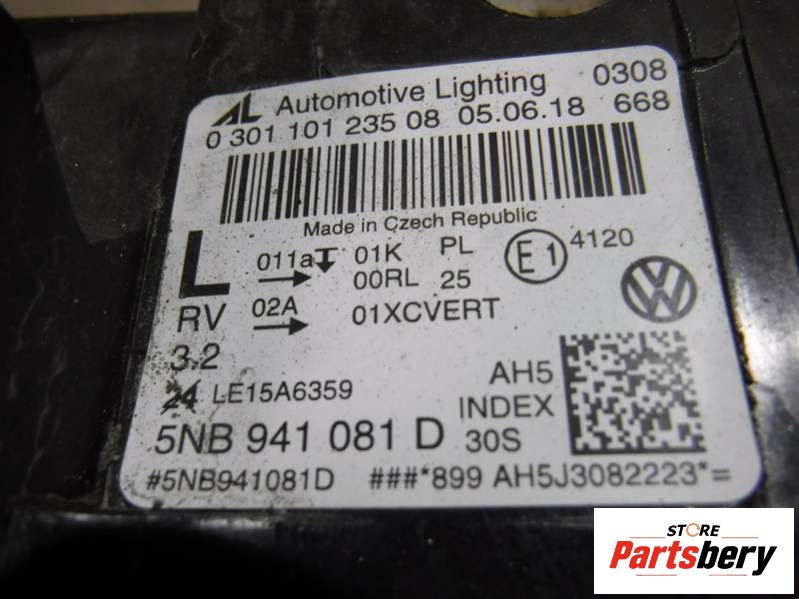 AL Automotive Lighting 0308
0 301 101 235 08 05.06.18 668
Made in Czech Republic
L 011a 01K PL E1 4120
00RL 25
RV 02A 01XCVERT
3.2
24 LE15A6359 AH5
INDEX
5NB 941 081 D 30S
#5NB941081D ###*899 AH5J3082223*=
STORE
Partsbery